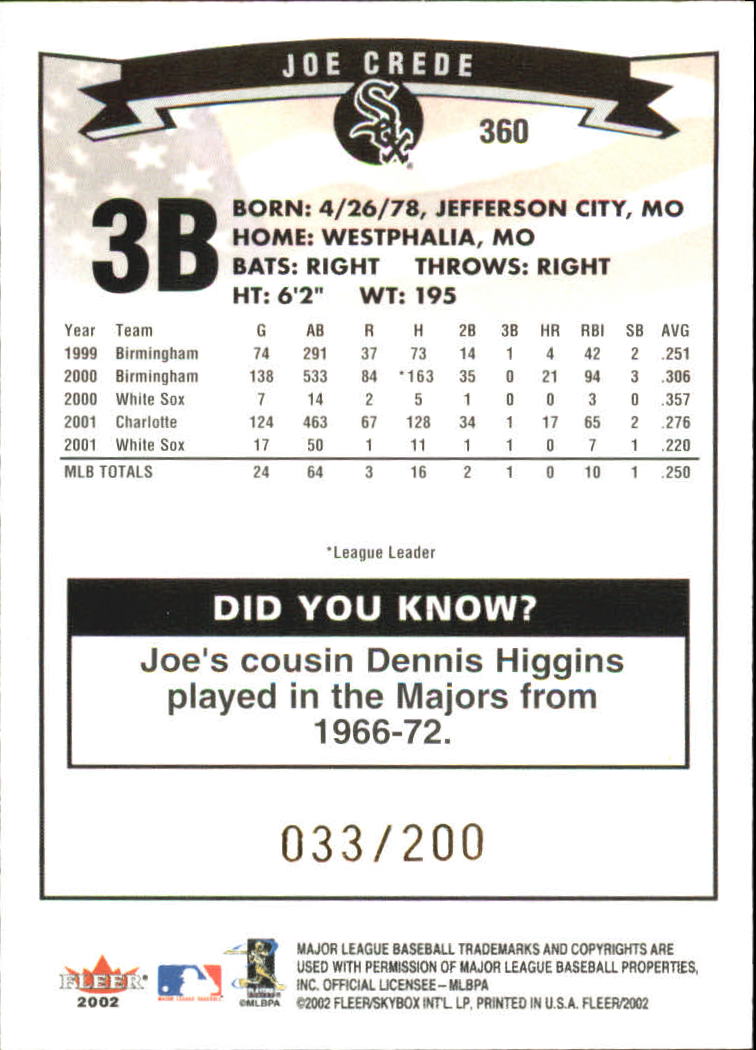 JOE CREDE
Sox
360
3B
BORN: 4/26/78, JEFFERSON CITY, MO
HOME: WESTPHALIA, MO
BATS: RIGHT THROWS: RIGHT
HT: 6'2" WT: 195
Year Team G AB R H 2B 3B HR RBI SB AVG
1999 Birmingham 74 291 37 73 14 1 4 42 2 .251
2000 Birmingham 138 533 84 *163 35 0 21 94 3 .306
2000 White Sox 7 14 2 5 1 0 0 3 0 .357
2001 Charlotte 124 463 67 128 34 1 17 65 2 .276
2001 White Sox 17 50 1 11 1 1 0 7 1 .220
MLB TOTALS 24 64 3 16 2 1 0 10 1 .250
*League Leader
DID YOU KNOW?
Joe's cousin Dennis Higgins
played in the Majors from
1966-72.
033/200
MAJOR LEAGUE BASEBALL TRADEMARKS AND COPYRIGHTS ARE
USED WITH PERMISSION OF MAJOR LEAGUE BASEBALL PROPERTIES,
INC. OFFICIAL LICENSEE – MLBPA
©2002 FLEER/SKYBOX INT'L. LP, PRINTED IN U.S.A. FLEER/2002
FLEER®
2002
MAJOR LEAGUE BASEBALL
©MLBPA